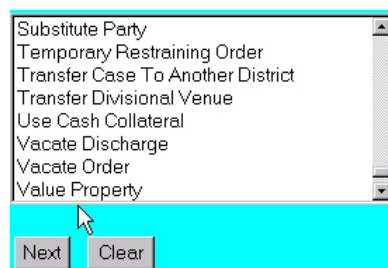 Substitute Party
Temporary Restraining Order
Transfer Case To Another District
Transfer Divisional Venue
Use Cash Collateral
Vacate Discharge
Vacate Order
Value Property
Next Clear